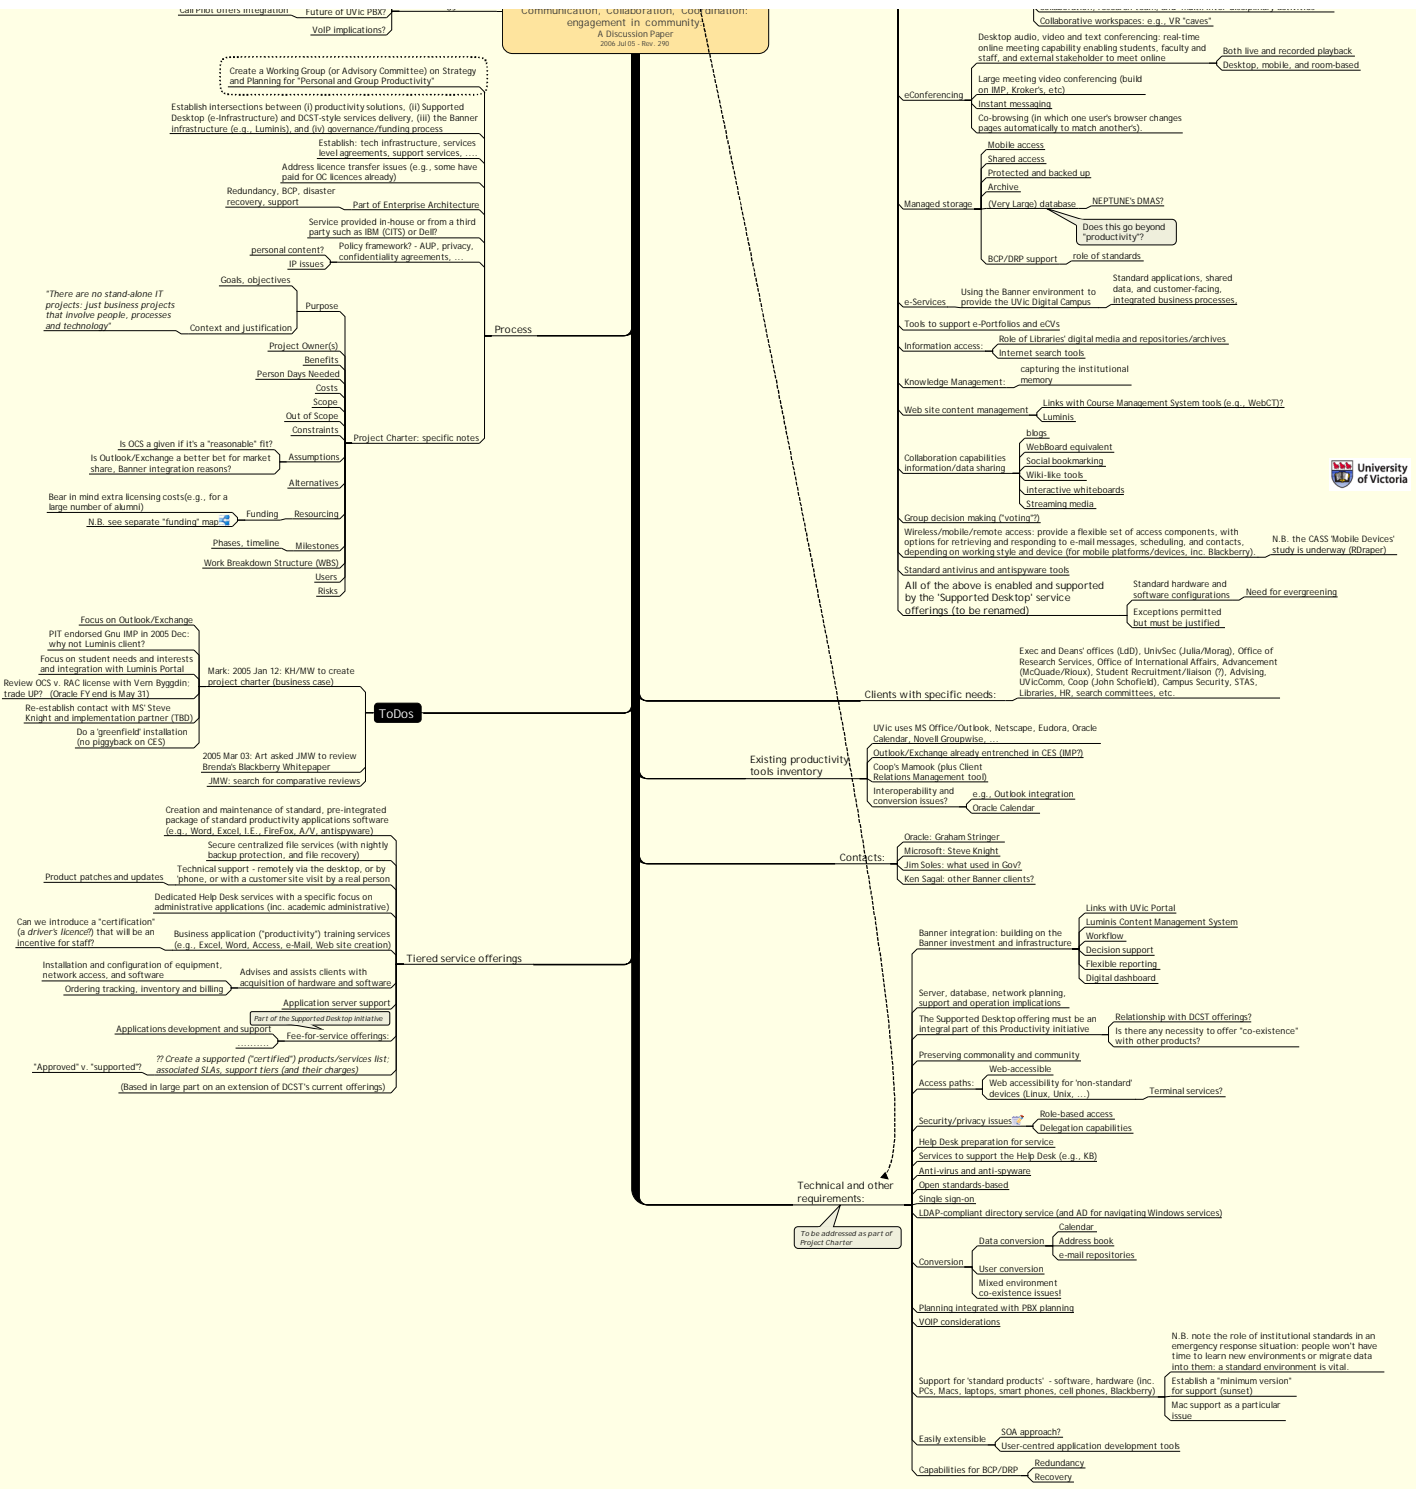 CallPilot offers integration
Future of UVic PBX?
VoIP implications?
Communication, Collaboration, Coordination:
engagement in community.
A Discussion Paper
2006 Jul 05 - Rev. 290
Create a Working Group (or Advisory Committee) on Strategy
and Planning for "Personal and Group Productivity"
Establish intersections between (i) productivity solutions, (ii) Supported
Desktop (e-Infrastructure) and DCST-style services delivery, (iii) the Banner
infrastructure (e.g., Luminis), and (iv) governance/funding process
Establish: tech infrastructure, services
level agreements, support services, ....
Address licence transfer issues (e.g., some have
paid for OC licences already)
Redundancy, BCP, disaster
recovery, support
Part of Enterprise Architecture
Service provided in-house or from a third
party such as IBM (CITS) or Dell?
personal content?
IP issues
Policy framework? - AUP, privacy,
confidentiality agreements, ...
Goals, objectives
"There are no stand-alone IT
projects: just business projects
that involve people, processes
and technology"
Context and justification
Purpose
Process
Project Owner(s)
Benefits
Person Days Needed
Costs
Scope
Out of Scope
Constraints
Project Charter: specific notes
Is OCS a given if it's a "reasonable" fit?
Is Outlook/Exchange a better bet for market
share, Banner integration reasons?
Assumptions
Alternatives
Bear in mind extra licensing costs(e.g., for a
large number of alumni)
N.B. see separate "funding" map
Funding
Resourcing
Phases, timeline
Milestones
Work Breakdown Structure (WBS)
Users
Risks
Focus on Outlook/Exchange
PIT endorsed Gnu IMP in 2005 Dec:
why not Luminis client?
Focus on student needs and interests
and integration with Luminis Portal
Review OCS v. RAC license with Vern Byggdin;
trade UP? (Oracle FY end is May 31)
Re-establish contact with MS' Steve
Knight and implementation partner (TBD)
Do a 'greenfield' installation
(no piggyback on CES)
Mark: 2005 Jan 12: KH/MW to create
project charter (business case)
ToDos
2005 Mar 03: Art asked JMW to review
Brenda's Blackberry Whitepaper
JMW: search for comparative reviews
Creation and maintenance of standard, pre-integrated
package of standard productivity applications software
(e.g., Word, Excel, I.E., FireFox, A/V, antispyware)
Secure centralized file services (with nightly
backup protection, and file recovery)
Product patches and updates
Technical support - remotely via the desktop, or by
'phone, or with a customer site visit by a real person
Dedicated Help Desk services with a specific focus on
administrative applications (inc. academic administrative)
Can we introduce a "certification"
(a driver's licence?) that will be an
incentive for staff?
Business application ("productivity") training services
(e.g., Excel, Word, Access, e-Mail, Web site creation)
Tiered service offerings
Installation and configuration of equipment,
network access, and software
Ordering tracking, inventory and billing
Advises and assists clients with
acquisition of hardware and software
Application server support
Part of the Supported Desktop initiative
Applications development and support
..........
Fee-for-service offerings:
"Approved" v. "supported"?
?? Create a supported ("certified") products/services list;
associated SLAs, support tiers (and their charges)
(Based in large part on an extension of DCST's current offerings)
Collaborative workspaces: e.g., VR "caves"
Desktop audio, video and text conferencing: real-time
online meeting capability enabling students, faculty and
staff, and external stakeholder to meet online
Both live and recorded playback
Desktop, mobile, and room-based
eConferencing
Large meeting video conferencing (build
on IMP, Kroker's, etc)
Instant messaging
Co-browsing (in which one user's browser changes
pages automatically to match another's).
Mobile access
Shared access
Protected and backed up
Archive
Managed storage
(Very Large) database
NEPTUNE's DMAS?
Does this go beyond
"productivity"?
BCP/DRP support
role of standards
e-Services
Using the Banner environment to
provide the UVic Digital Campus
Standard applications, shared
data, and customer-facing,
integrated business processes,
Tools to support e-Portfolios and eCVs
Information access:
Role of Libraries' digital media and repositories/archives
Internet search tools
Knowledge Management:
capturing the institutional
memory
Web site content management
Links with Course Management System tools (e.g., WebCT)?
Luminis
Collaboration capabilities
information/data sharing
blogs
WebBoard equivalent
Social bookmarking
Wiki-like tools
interactive whiteboards
Streaming media
University
of Victoria
Group decision making ("voting"?)
Wireless/mobile/remote access: provide a flexible set of access components, with
options for retrieving and responding to e-mail messages, scheduling, and contacts,
depending on working style and device (for mobile platforms/devices, inc. Blackberry).
N.B. the CASS 'Mobile Devices'
study is underway (RDraper)
Standard antivirus and antispyware tools
All of the above is enabled and supported
by the 'Supported Desktop' service
offerings (to be renamed)
Standard hardware and
software configurations
Need for evergreening
Exceptions permitted
but must be justified
Clients with specific needs:
Exec and Deans' offices (LdD), UnivSec (Julia/Morag), Office of
Research Services, Office of International Affairs, Advancement
(McQuade/Rioux), Student Recruitment/liaison (?), Advising,
UVicComm, Coop (John Schofield), Campus Security, STAS,
Libraries, HR, search committees, etc.
Existing productivity
tools inventory
UVic uses MS Office/Outlook, Netscape, Eudora, Oracle
Calendar, Novell Groupwise, ...
Outlook/Exchange already entrenched in CES (IMP?)
Coop's Mamook (plus Client
Relations Management tool)
Interoperability and
conversion issues?
e.g., Outlook integration
Oracle Calendar
Contacts:
Oracle: Graham Stringer
Microsoft: Steve Knight
Jim Soles: what used in Gov?
Ken Sagal: other Banner clients?
Banner integration: building on the
Banner investment and infrastructure
Links with UVic Portal
Luminis Content Management System
Workflow
Decision support
Flexible reporting
Digital dashboard
Server, database, network planning,
support and operation implications
The Supported Desktop offering must be an
integral part of this Productivity initiative
Relationship with DCST offerings?
Is there any necessity to offer "co-existence"
with other products?
Preserving commonality and community
Access paths:
Web-accessible
Web accessibility for 'non-standard'
devices (Linux, Unix, ...)
Terminal services?
Security/privacy issues
Role-based access
Delegation capabilities
Help Desk preparation for service
Services to support the Help Desk (e.g., KB)
Anti-virus and anti-spyware
Open standards-based
Single sign-on
Technical and other
requirements:
To be addressed as part of
Project Charter
LDAP-compliant directory service (and AD for navigating Windows services)
Conversion
Data conversion
Calendar
Address book
e-mail repositories
User conversion
Mixed environment
co-existence issues!
Planning integrated with PBX planning
VOIP considerations
Support for 'standard products' - software, hardware (inc.
PCs, Macs, laptops, smart phones, cell phones, Blackberry)
N.B. note the role of institutional standards in an
emergency response situation: people won't have
time to learn new environments or migrate data
into them: a standard environment is vital.
Establish a "minimum version"
for support (sunset)
Mac support as a particular
issue
Easily extensible
SOA approach?
User-centred application development tools
Capabilities for BCP/DRP
Redundancy
Recovery